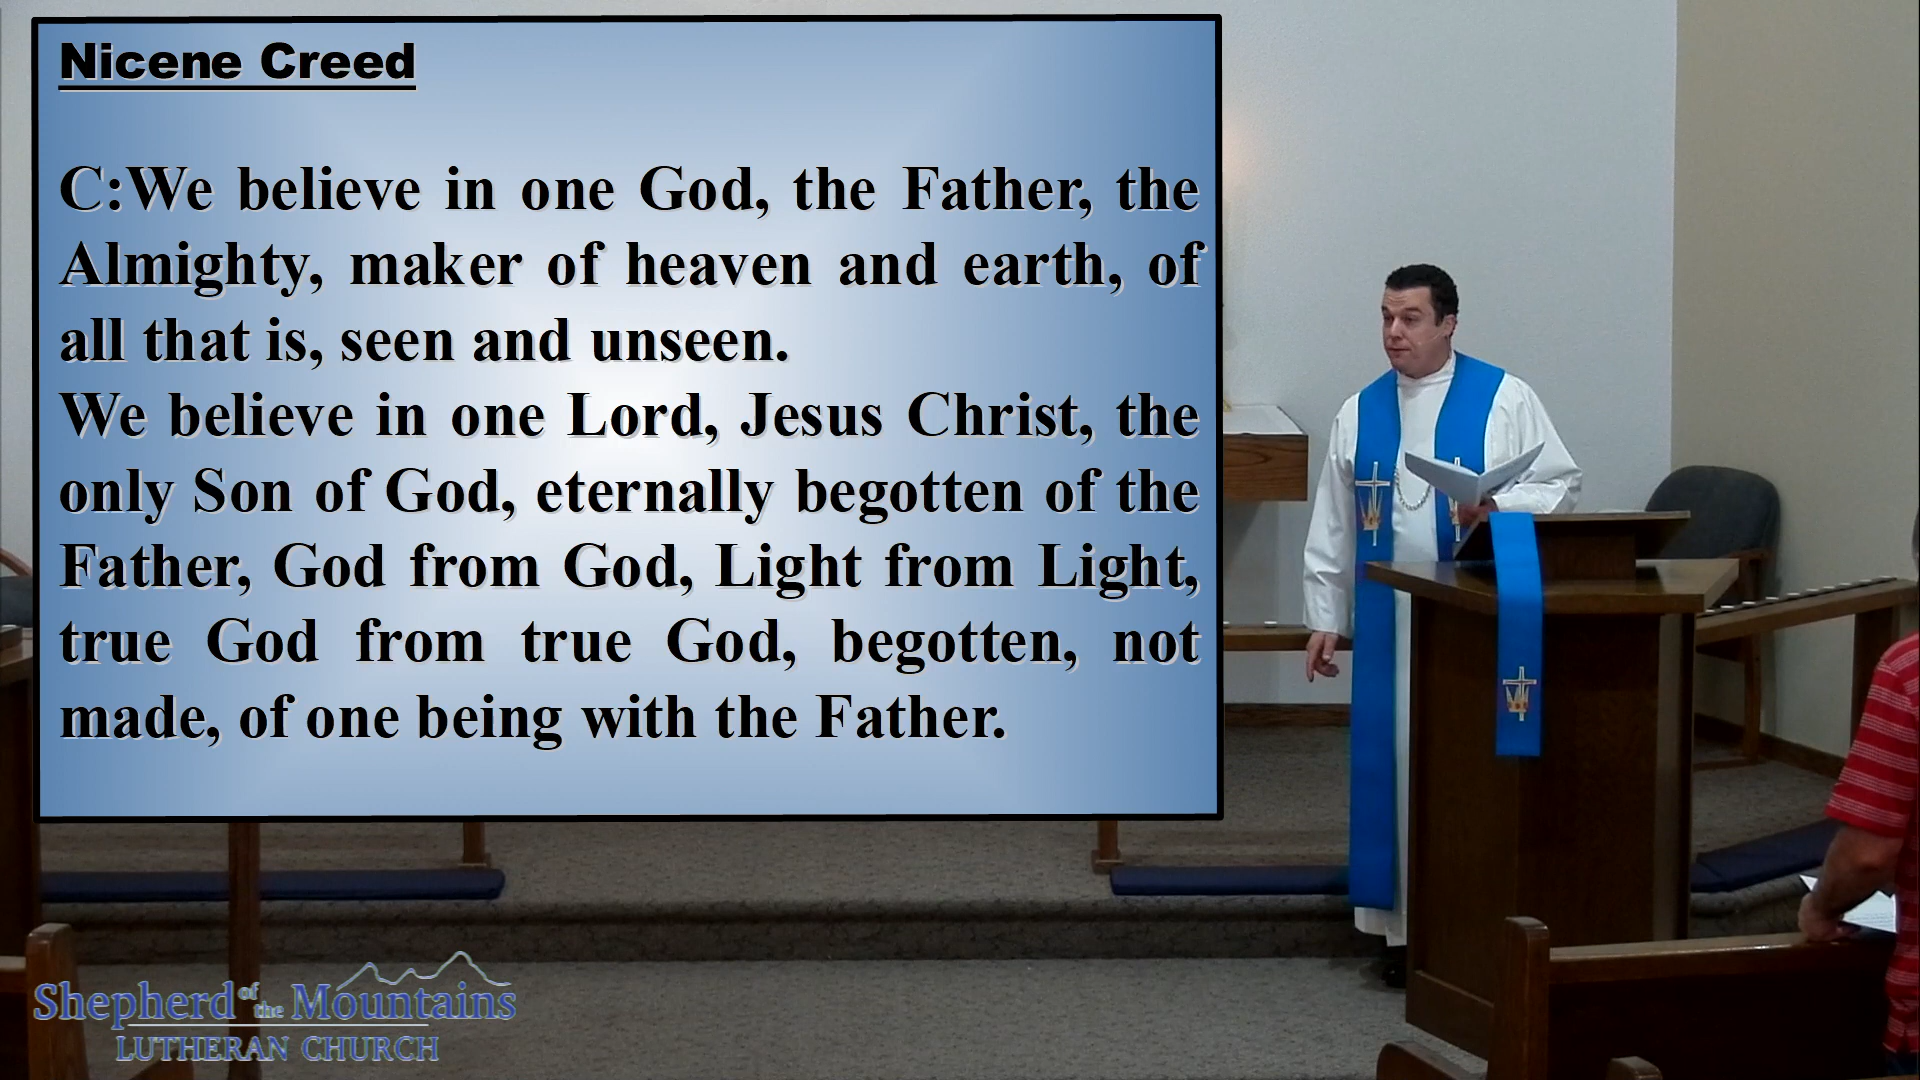 Nicene Creed
C:We believe in one God, the Father, the
Almighty, maker of heaven and earth, of
all that is, seen and unseen.
We believe in one Lord, Jesus Christ, the
only Son of God, eternally begotten of the
Father, God from God, Light from Light,
true God from true God, begotten, not
made, of one being with the Father.
Shepherd of the Mountains
LUTHERAN CHURCH